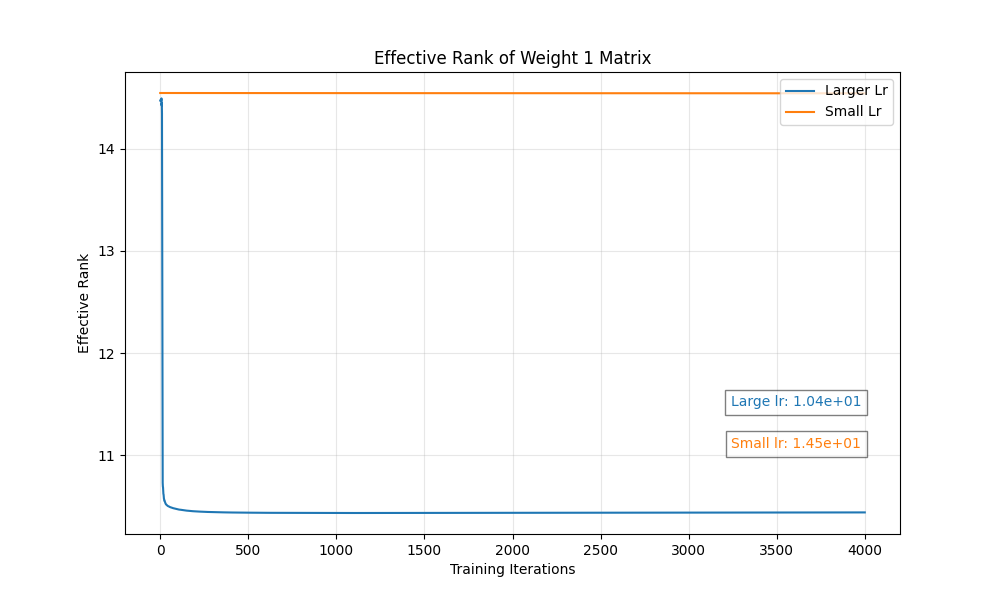 Effective Rank of Weight 1 Matrix
Larger Lr
Small Lr
14
13
12
11
Effective Rank
Large lr: 1.04e+01
Small lr: 1.45e+01
0
500
1000
1500
2000
2500
3000
3500
4000
Training Iterations